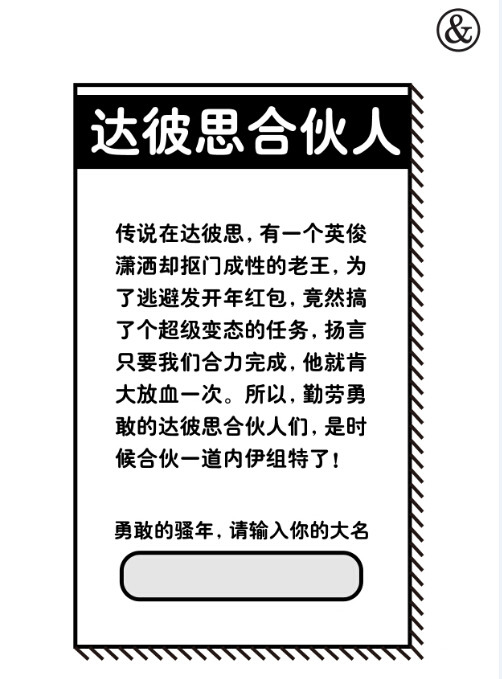 &
达彼思合伙人
传说在达彼思，有一个英俊
潇洒却抠门成性的老王，为
了逃避发开年红包，竟然搞
了个超级变态的任务，扬言
只要我们合力完成，他就肯
大放血一次。所以，勤劳勇
敢的达彼思合伙人们，是时
候合伙一道内伊组特了！
勇敢的骚年，请输入你的大名